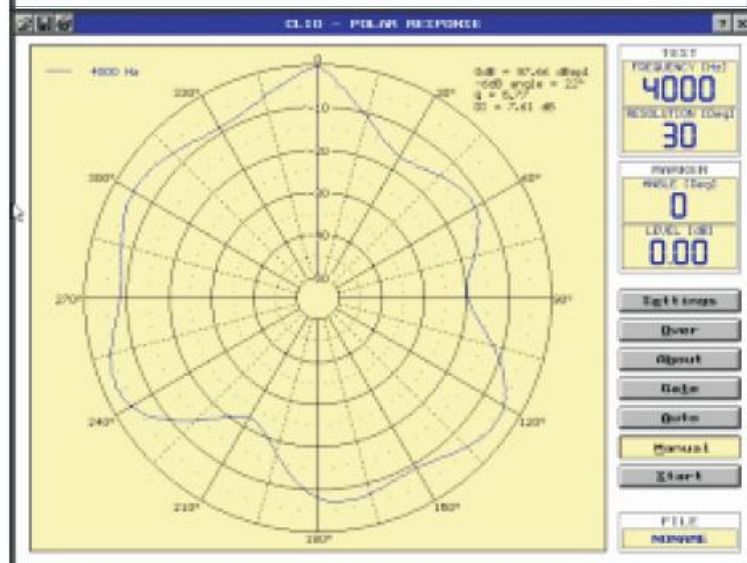 CLIO - POLAR RESPONSE
? X
4000 Hz
0dB = 97.66 dBspl
-6dB angle = 22°
Q = 5.77
DI = 7.61 dB
0
330°
30°
-10
300°
-20
60°
-30
-40
-50
270°
90°
240°
120°
210°
150°
180°
TEST
FREQUENCY [Hz]
4000
RESOLUTION [Deg]
30
MARKER
ANGLE [Deg]
0
LEVEL [dB]
0.00
Settings
Over
About
Gate
Auto
Manual
Start
FILE
NONAME